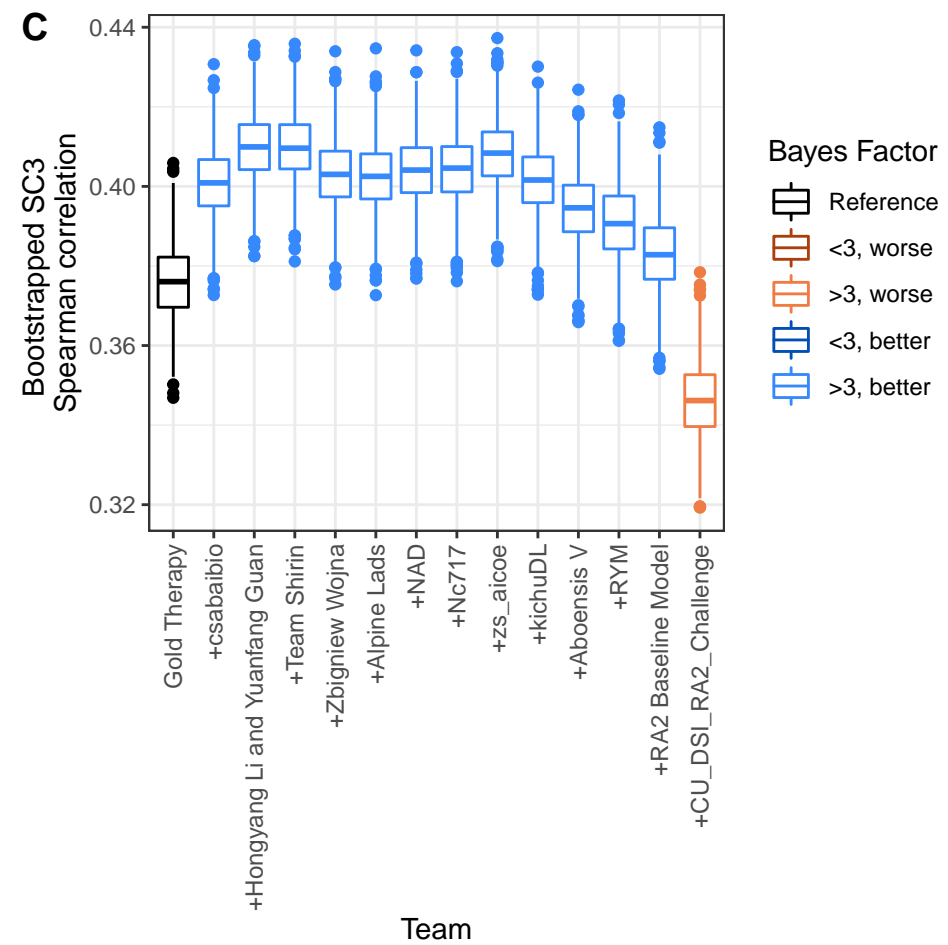 C
Bootstrapped SC3
Spearman correlation
0.44
0.40
0.36
0.32
Gold Therapy
+csabaibio
+Hongyang Li and Yuanfang Guan
+Team Shirin
+Zbigniew Wojna
+Alpine Lads
+NAD
+Nc717
+zs_aicoe
+kichuDL
+Aboensis V
+RYM
+RA2 Baseline Model
+CU_DSI_RA2_Challenge
Team
Bayes Factor
Reference
<3, worse
>3, worse
<3, better
>3, better